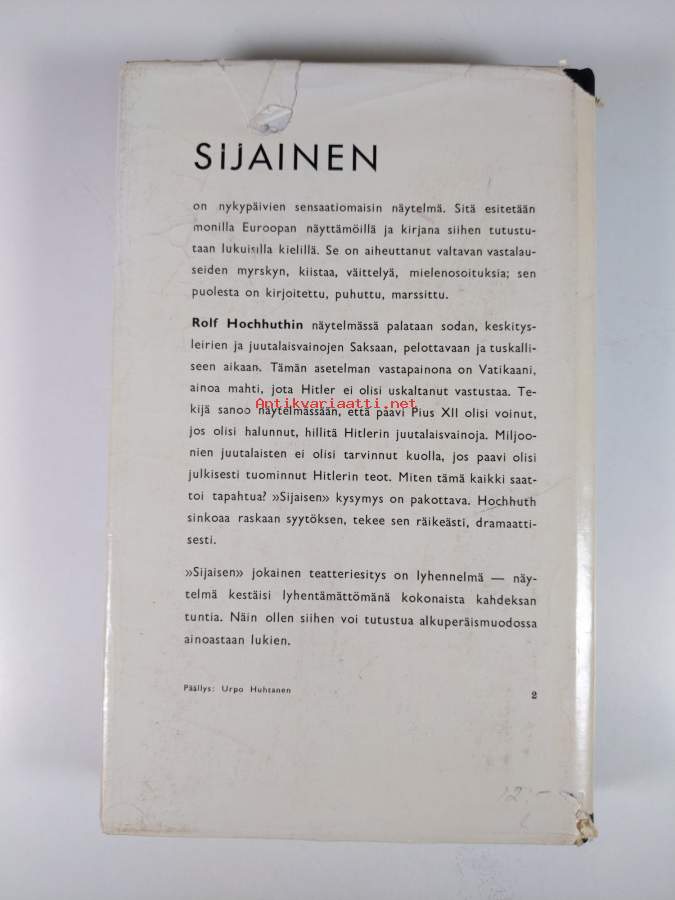 SIJAINEN
on nykypäivien sensaatiomaisin näytelmä. Sitä esitetään
monilla Euroopan näyttämöillä ja kirjana siihen tutustu-
taan lukuisilla kielillä. Se on aiheuttanut valtavan vastalau-
seiden myrskyn, kiistaa, väittelyä, mielenosoituksia; sen
puolesta on kirjoitettu, puhuttu, marssittu.
Rolf Hochhuthin näytelmässä palataan sodan, keskitys-
leirien ja juutalaisvainojen Saksaan, pelottavaan ja tuskalli-
seen aikaan. Tämän asetelman vastapainona on Vatikaani,
ainoa mahti, jota Hitler ei olisi uskaltanut vastustaa. Te-
Antikvariaatti.net
kijä sanoo näytelmässään, että paavi Pius XII olisi voinut,
jos olisi halunnut, hillitä Hitlerin juutalaisvainoja. Miljoo-
nien juutalaisten ei olisi tarvinnut kuolla, jos paavi olisi
julkisesti tuominnut Hitlerin teot. Miten tämä kaikki saat-
toi tapahtua? »Sijaisen» kysymys on pakottava. Hochhuth
sinkoaa raskaan syytöksen, tekee sen räikeästi, dramaatti-
sesti.
»Sijaisen» jokainen teatteriesitys on lyhennelmä — näy-
telmä kestäisi lyhentämättömänä kokonaista kahdeksan
tuntia. Näin ollen siihen voi tutustua alkuperäismuodossa
ainoastaan lukien.
Päällys: Urpo Huhtanen
2